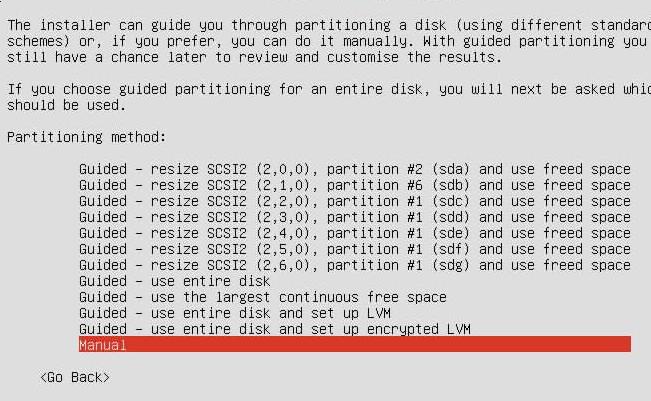 The installer can guide you through partitioning a disk (using different standard
schemes) or, if you prefer, you can do it manually. With guided partitioning you
still have a chance later to review and customise the results.
If you choose guided partitioning for an entire disk, you will next be asked
should be used.
Partitioning method:
Guided - resize SCSI2 (2,0,0), partition #2 (sda) and use freed space
Guided - resize SCSI2 (2,1,0), partition #6 (sdb) and use freed space
Guided - resize SCSI2 (2,2,0), partition #1 (sdc) and use freed space
Guided - resize SCSI2 (2,3,0), partition #1 (sdd) and use freed space
Guided - resize SCSI2 (2,4,0), partition #1 (sde) and use freed space
Guided - resize SCSI2 (2,5,0), partition #1 (sdf) and use freed space
Guided - resize SCSI2 (2,6,0), partition #1 (sdg) and use freed space
Guided - use entire disk
Guided - use the largest continuous free space
Guided - use entire disk and set up LVM
Guided - use entire disk and set up encrypted LVM
Manual
<Go Back>